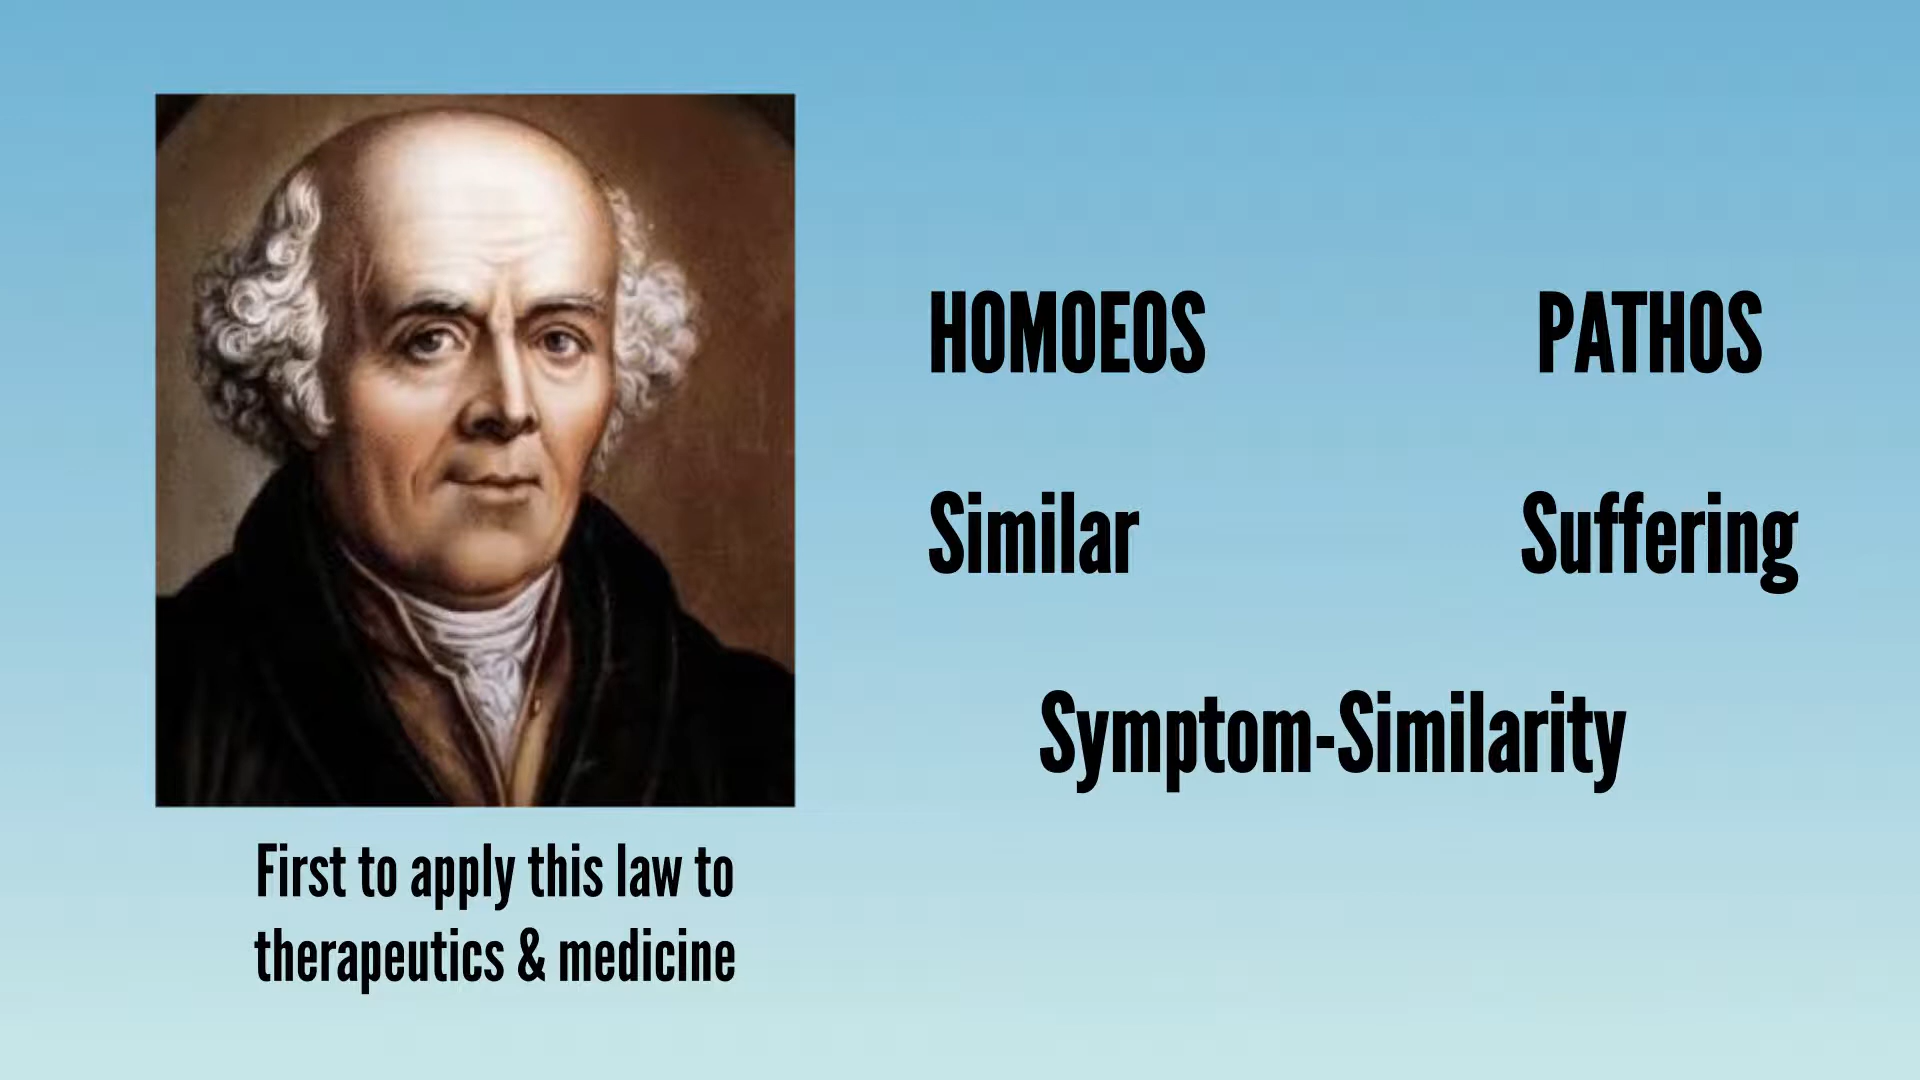 HOMOEOS PATHOS
Similar Suffering
Symptom-Similarity
First to apply this law to
therapeutics & medicine